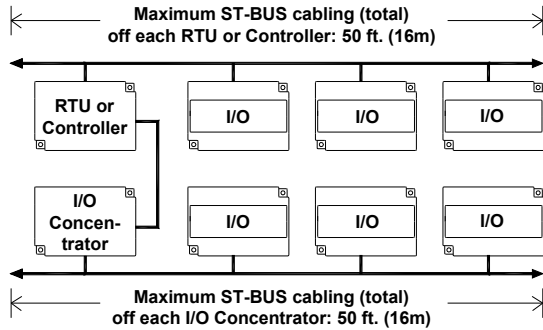 Maximum ST-BUS cabling (total)
off each RTU or Controller: 50 ft. (16m)
RTU or
Controller
I/O
I/O
I/O
I/O
Concen-
trator
I/O
I/O
I/O
Maximum ST-BUS cabling (total)
off each I/O Concentrator: 50 ft. (16m)